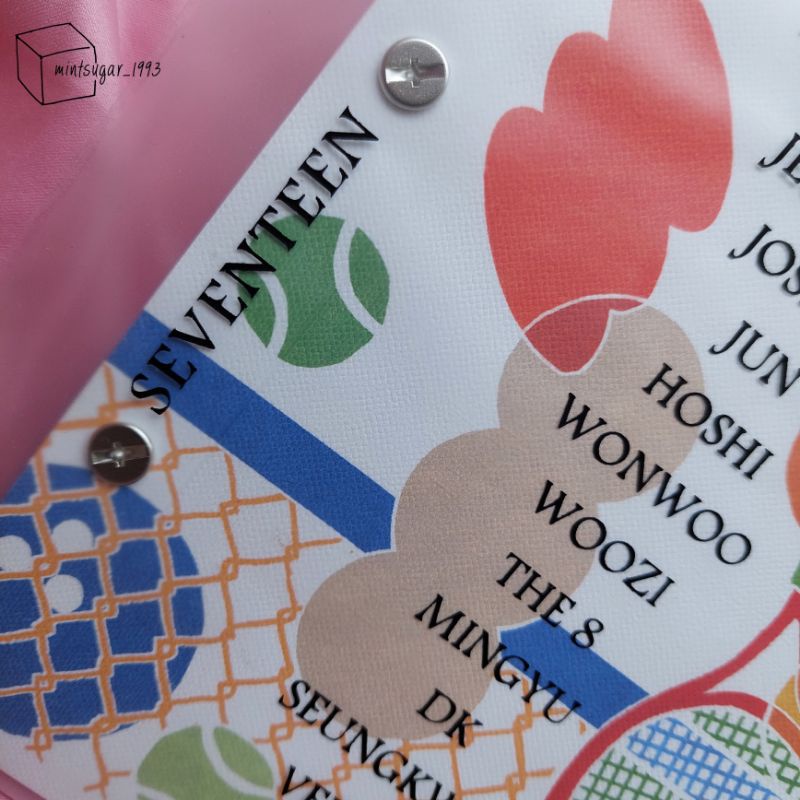 mintsugar_1993
SEVENTEEN
JUN
HOSHI
WONWOO
WOOZI
THE 8
MINGYU
DK